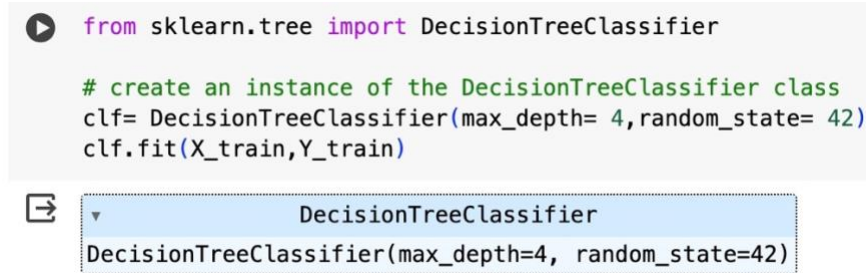 from sklearn.tree import DecisionTreeClassifier
# create an instance of the DecisionTreeClassifier class
clf= DecisionTreeClassifier(max_depth= 4,random_state= 42)
clf.fit(X_train,Y_train)
DecisionTreeClassifier
DecisionTreeClassifier(max_depth=4, random_state=42)